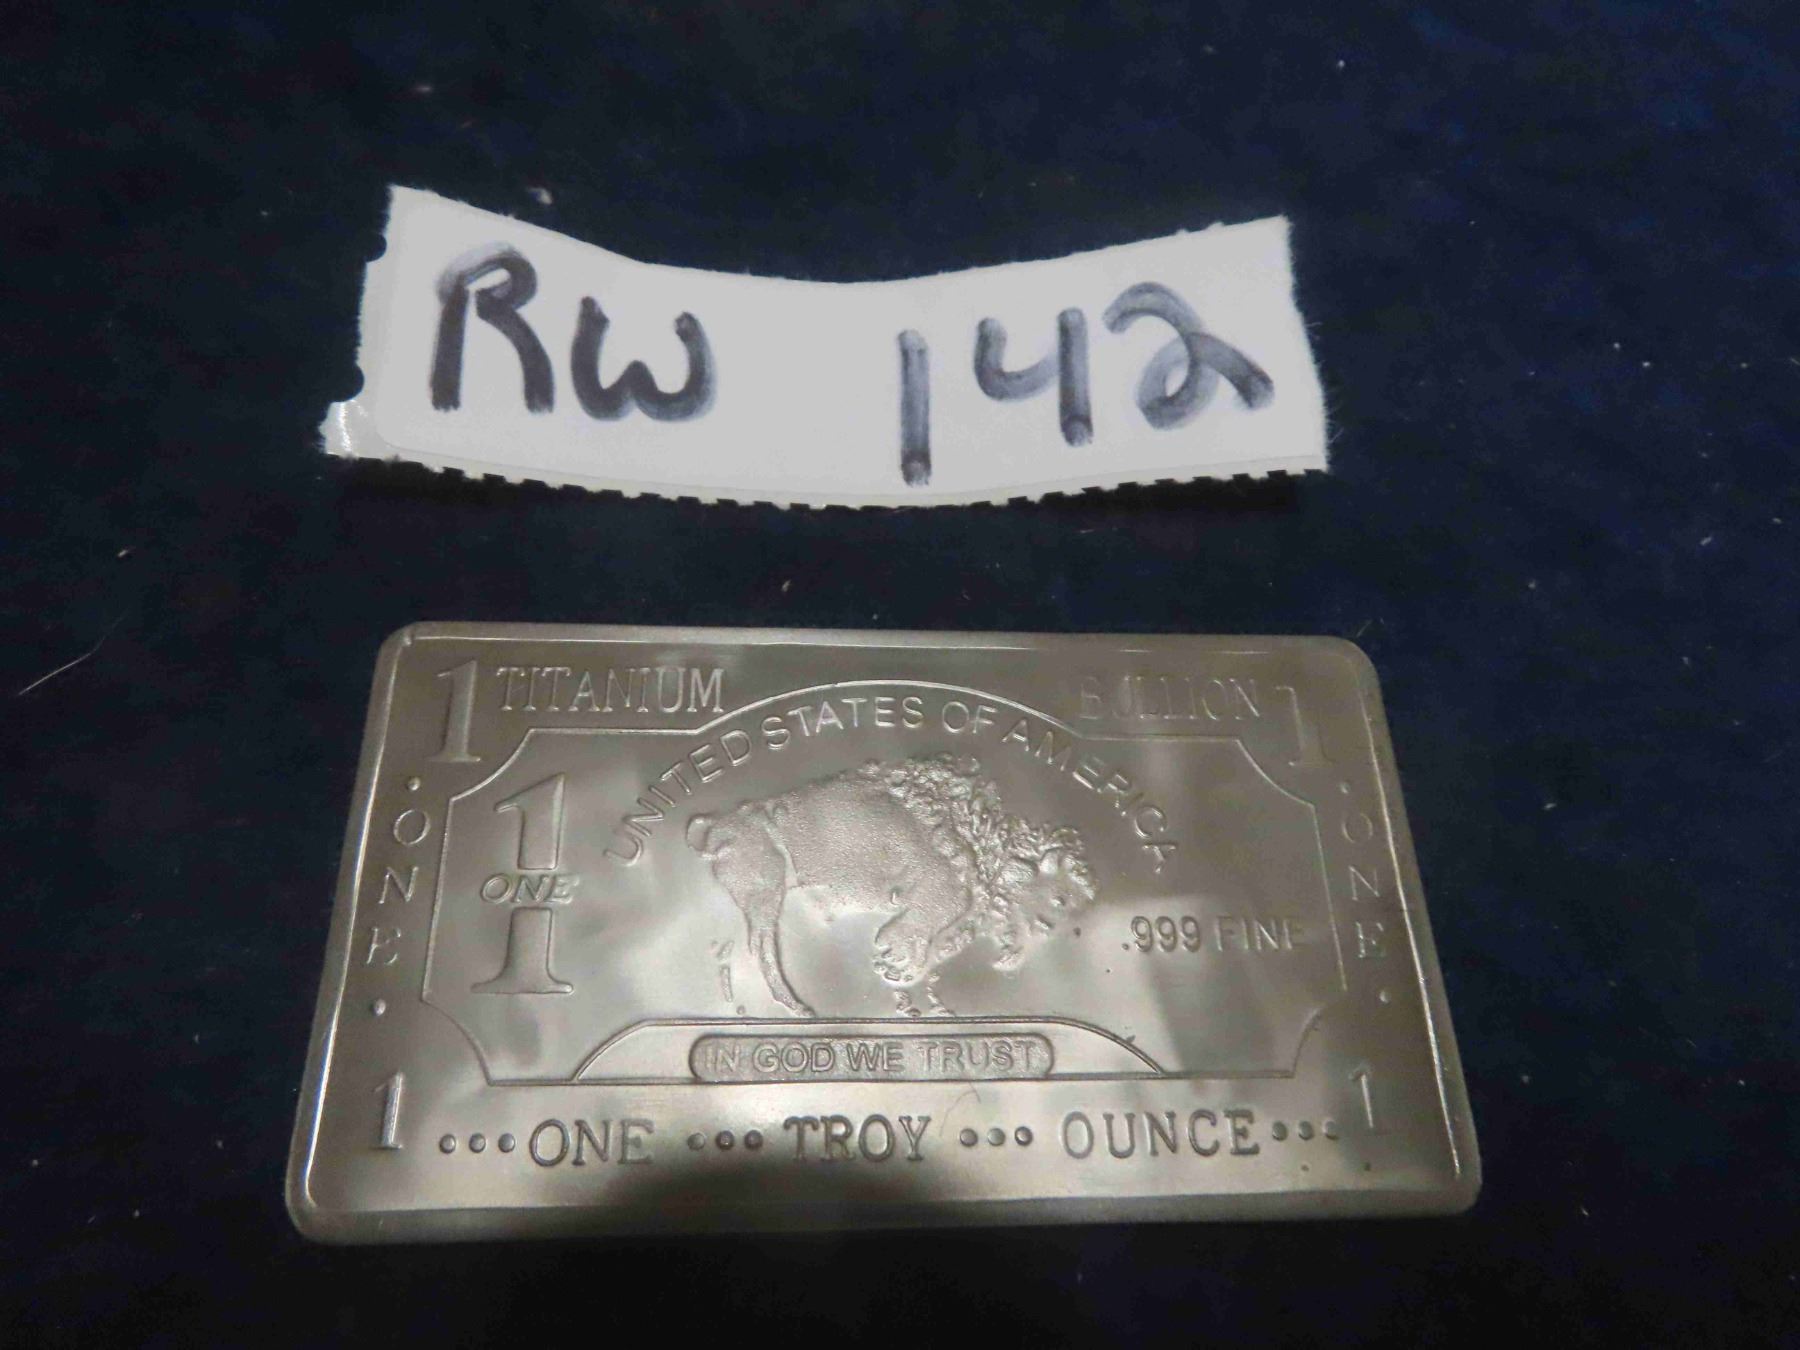 RW 142
1 TITANIUM BULLION 1
UNITED STATES OF AMERICA
1
ONE
.999 FINE
IN GOD WE TRUST
·ONE·
·ONE·
1 •••ONE •••TROY •••OUNCE••• 1